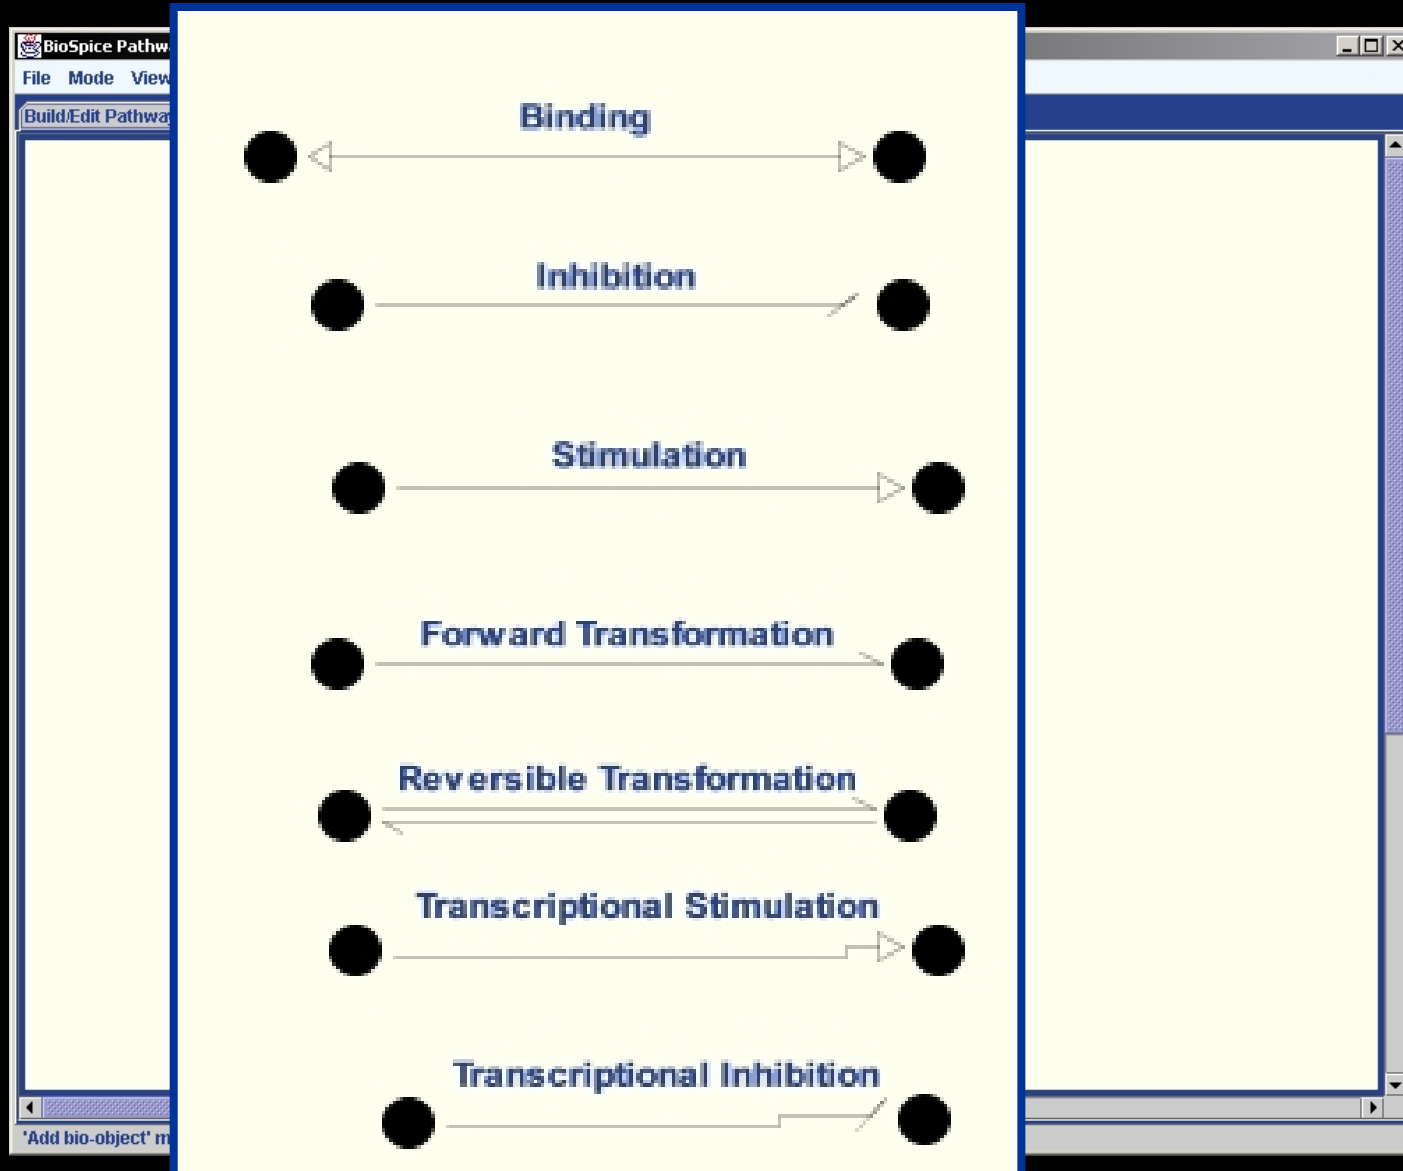 BioSpice Pathw
File Mode View
Build/Edit Pathway
Binding
Inhibition
Stimulation
Forward Transformation
Reversible Transformation
Transcriptional Stimulation
Transcriptional Inhibition
'Add bio-object' m